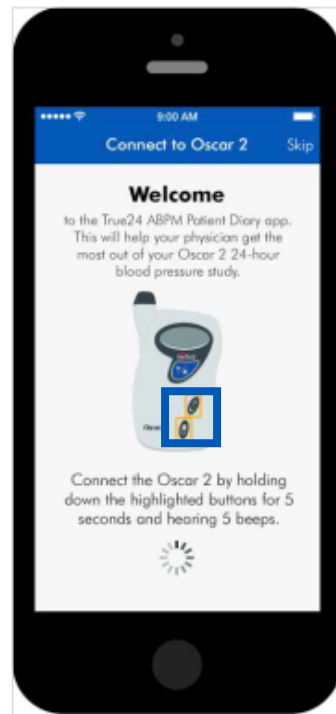 9:00 AM
Connect to Oscar 2 Skip
Welcome
to the True24 ABPM Patient Diary app.
This will help your physician get the
most out of your Oscar 2 24-hour
blood pressure study.
Oscar
Connect the Oscar 2 by holding
down the highlighted buttons for 5
seconds and hearing 5 beeps.